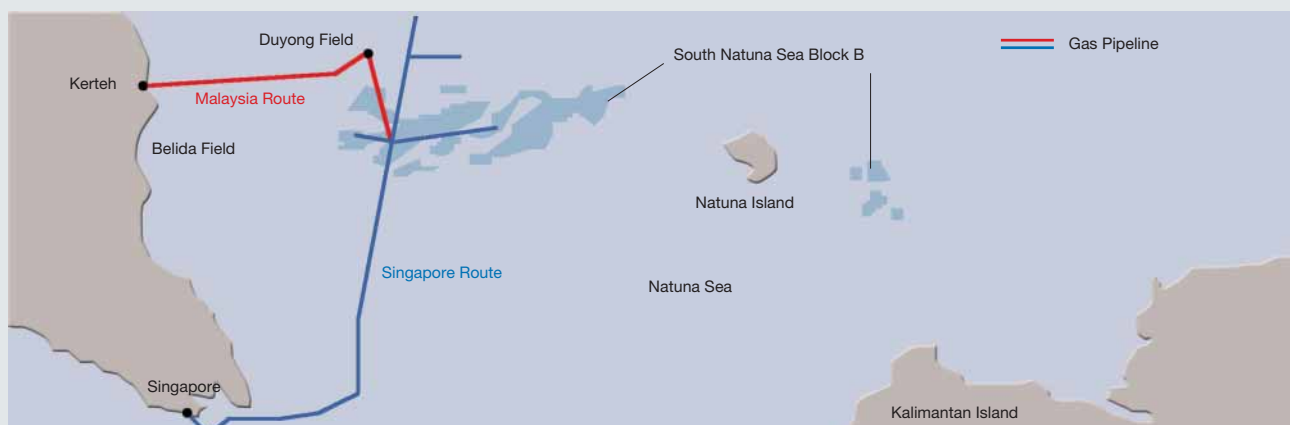 Duyong Field
South Natuna Sea Block B
Gas Pipeline
Kerteh
Malaysia Route
Belida Field
Natuna Island
Singapore Route
Natuna Sea
Singapore
Kalimantan Island